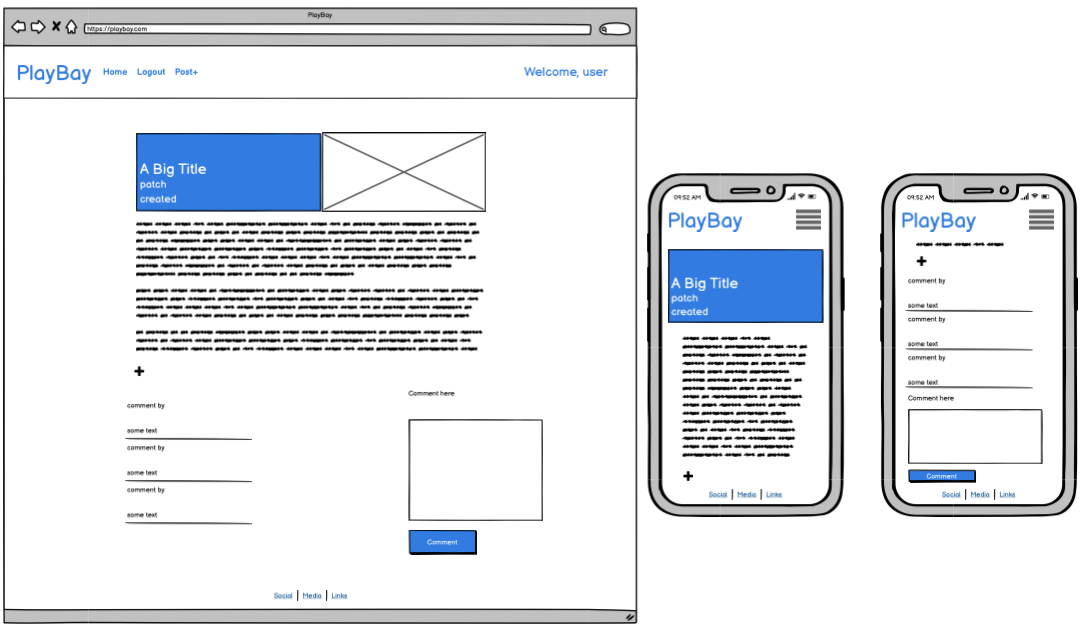 PlayBay
https://playbay.com
PlayBay Home Logout Post+ Welcome, user
A Big Title
patch
created
+
Comment here
comment by
some text
comment by
some text
comment by
some text
Comment
Social | Media | Links
09:52 AM
PlayBay
A Big Title
patch
created
+
Social | Media | Links
09:52 AM
PlayBay
+
comment by
some text
comment by
some text
comment by
some text
Comment here
Comment
Social | Media | Links